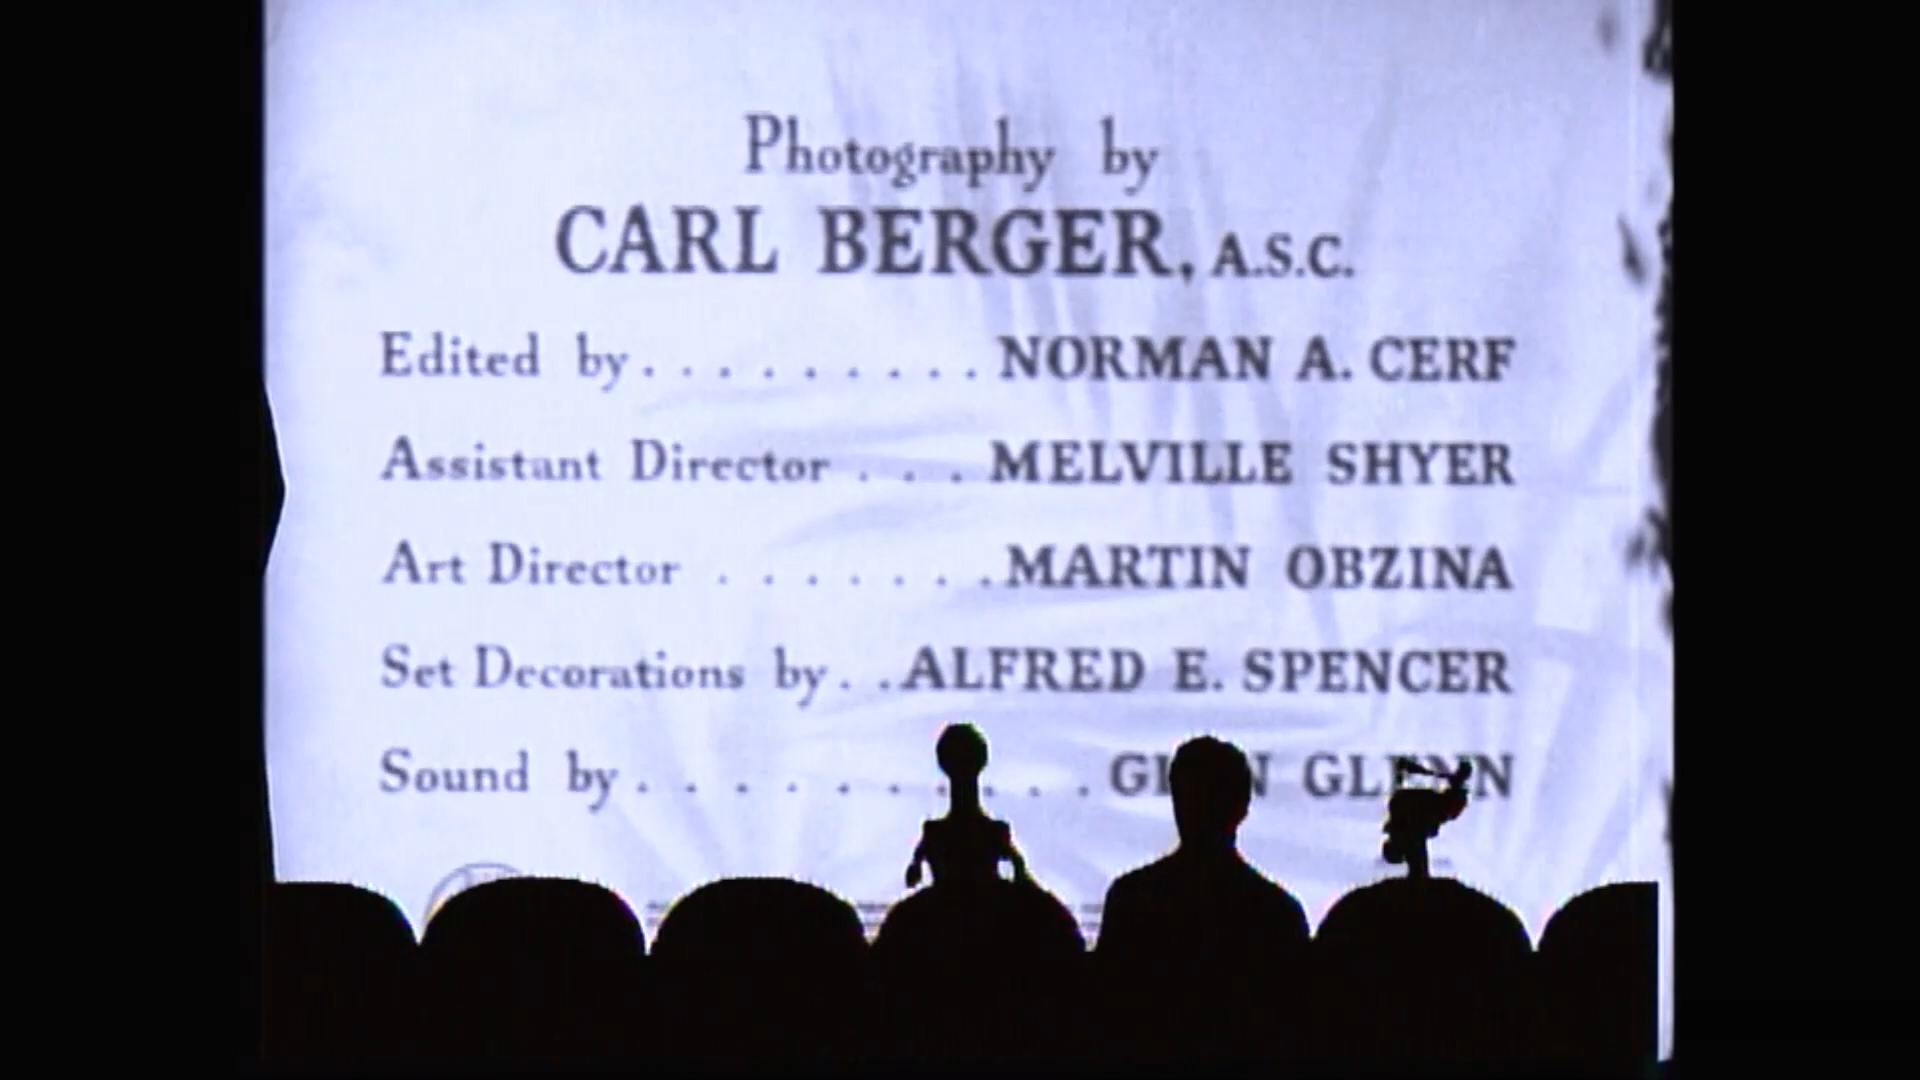 Photography by
CARL BERGER, A.S.C.
Edited by. . . . . . . . . NORMAN A. CERF
Assistant Director . . . MELVILLE SHYER
Art Director . . . . . . . MARTIN OBZINA
Set Decorations by. . ALFRED E. SPENCER
Sound by. . . . . . . . . .